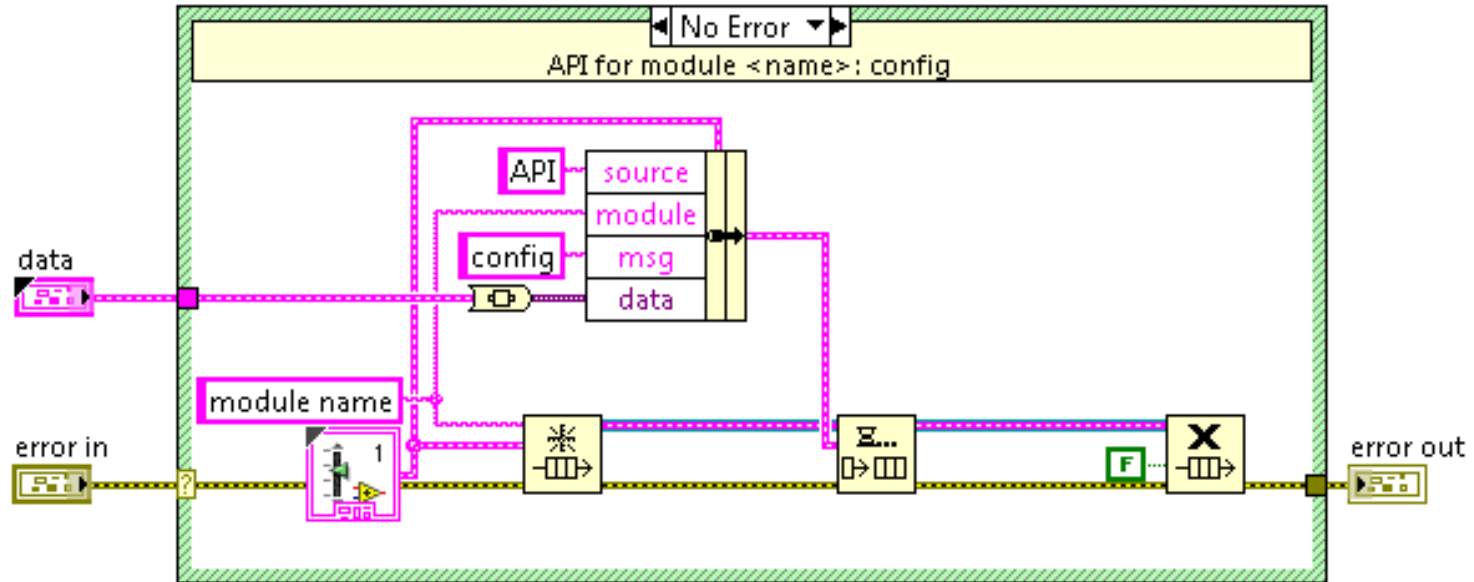 No Error
API for module <name>: config
API
source
module
config
msg
data
data
module name
error in
1
?
F
error out